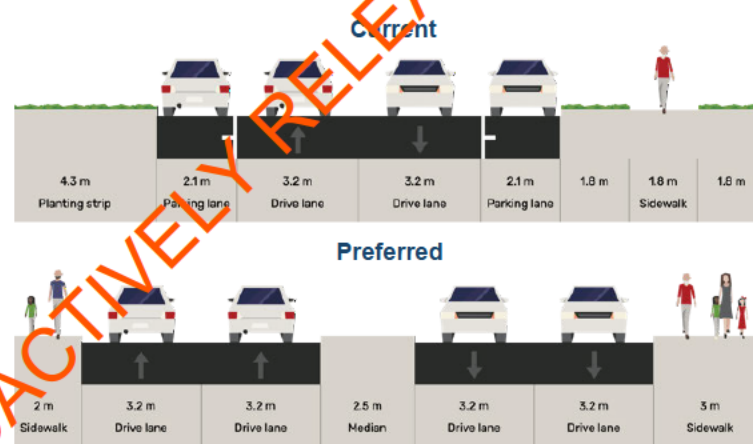 Current
4.3 m 2.1 m 3.2 m 3.2 m 2.1 m 1.8 m 1.8 m 1.8 m
Planting strip Parking lane Drive lane Drive lane Parking lane Sidewalk
Preferred
2 m 3.2 m 3.2 m 2.5 m 3.2 m 3.2 m 3 m
Sidewalk Drive lane Drive lane Median Drive lane Drive lane Sidewalk
ACTIVELY RELEA